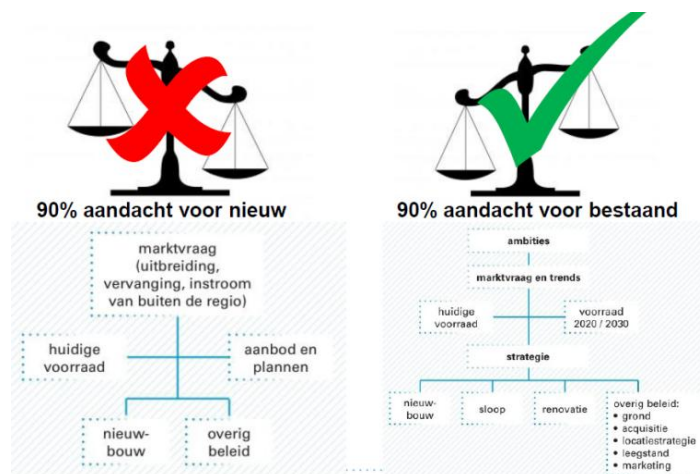 90% aandacht voor nieuw
marktvraag
(uitbreiding,
vervanging, instroom
van buiten de regio)
huidige
voorraad
aanbod en
plannen
nieuw-
bouw
overig
beleid
90% aandacht voor bestaand
ambities
marktvraag en trends
huidige
voorraad
voorraad
2020 / 2030
strategie
nieuw-
bouw
sloop
renovatie
overig beleid:
• grond
• acquisitie
• locatiestrategie
• leegstand
• marketing